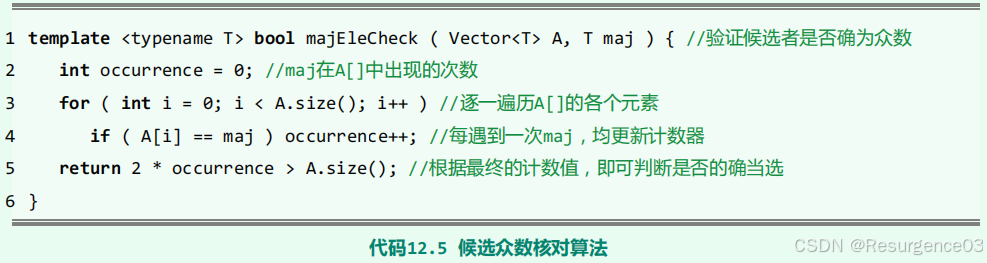 1 template <typename T> bool majEleCheck ( Vector<T> A, T maj ) { //验证候选者是否确为众数
2 int occurrence = 0; //maj在A[]中出现的次数
3 for ( int i = 0; i < A.size(); i++ ) //逐一遍历A[]的各个元素
4 if ( A[i] == maj ) occurrence++; //每遇到一次maj，均更新计数器
5 return 2 * occurrence > A.size(); //根据最终的计数值，即可判断是否的确当选
6 }
代码12.5 候选众数核对算法
CSDN @Resurgence03